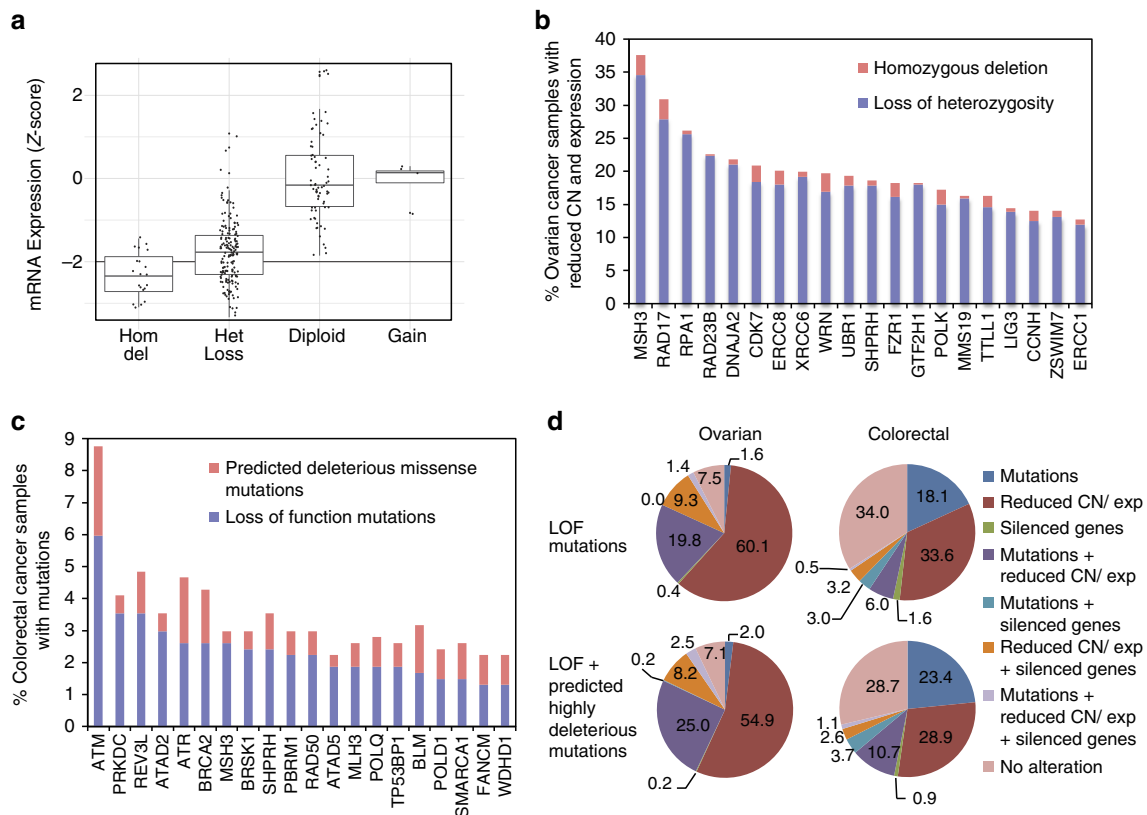 a
mRNA Expression (Z-score)
2
0
−2
Hom del
Het Loss
Diploid
Gain
b
% Ovarian cancer samples with
reduced CN and expression
40
35
30
25
20
15
10
5
0
Homozygous deletion
Loss of heterozygosity
MSH3
RAD17
RPA1
RAD23B
DNAJA2
CDK7
ERCC8
XRCC6
WRN
UBR1
SHPRH
FZR1
GTF2H1
POLK
MMS19
TTLL1
LIG3
CCNH
ZSWIM7
ERCC1
c
% Colorectal cancer samples
with mutations
9
8
7
6
5
4
3
2
1
0
Predicted deleterious missense
mutations
Loss of function mutations
ATM
PRKDC
REV3L
ATAD2
ATR
BRCA2
MSH3
BRSK1
SHPRH
PBRM1
RAD50
ATAD5
MLH3
POLQ
TP53BP1
BLM
POLD1
SMARCA1
FANCM
WDHD1
d
Ovarian
Colorectal
LOF
mutations
1.4
7.5
1.6
0.0
9.3
19.8
60.1
0.4
34.0
18.1
33.6
0.5
3.2
3.0
6.0
1.6
LOF +
predicted
highly
deleterious
mutations
2.5
7.1
2.0
0.2
8.2
25.0
54.9
0.2
28.7
23.4
28.9
1.1
2.6
3.7
10.7
0.9
Mutations
Reduced CN/ exp
Silenced genes
Mutations +
reduced CN/ exp
Mutations +
silenced genes
Reduced CN/ exp
+ silenced genes
Mutations +
reduced CN/ exp
+ silenced genes
No alteration